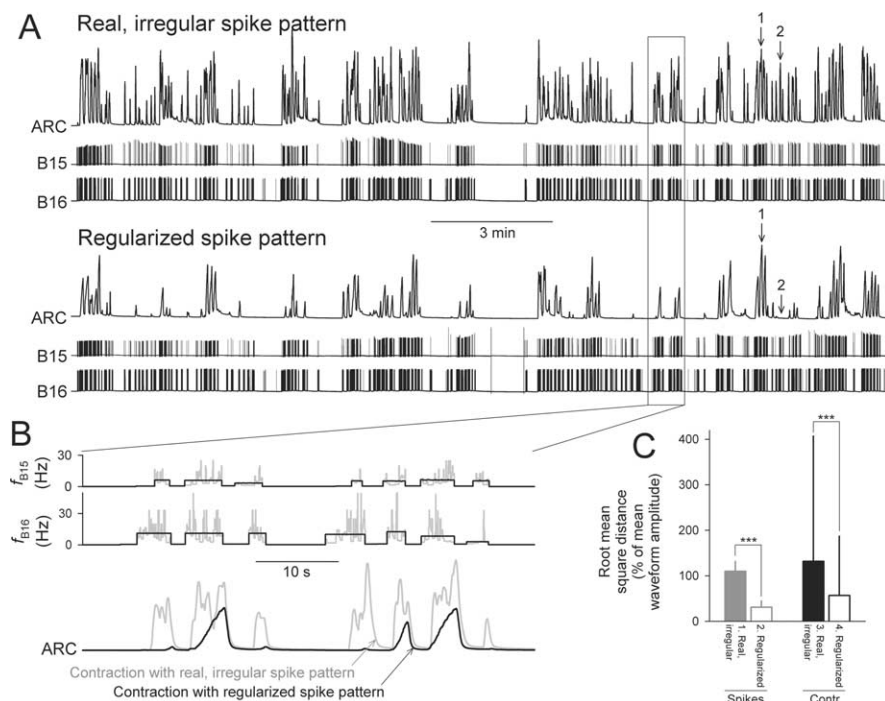 A
Real, irregular spike pattern
1
2
ARC
B15
B16
3 min
Regularized spike pattern
1
2
ARC
B15
B16
B
30
fB15
(Hz)
0
30
fB16
(Hz)
0
10 s
ARC
Contraction with real, irregular spike pattern
Contraction with regularized spike pattern
C
Root mean
square distance
(% of mean
waveform amplitude)
400
300
200
100
0
***
***
1. Real,
irregular
2. Regularized
3. Real,
irregular
4. Regularized
Spikes
Contr.